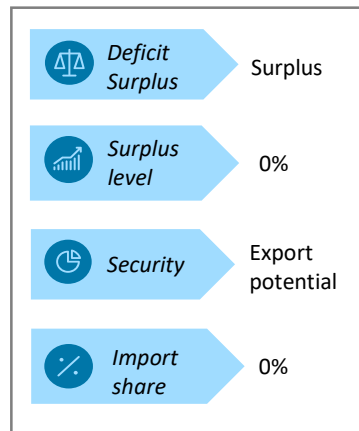 Deficit
Surplus
Surplus
Surplus
level
0%
Security
Export
potential
Import
share
0%